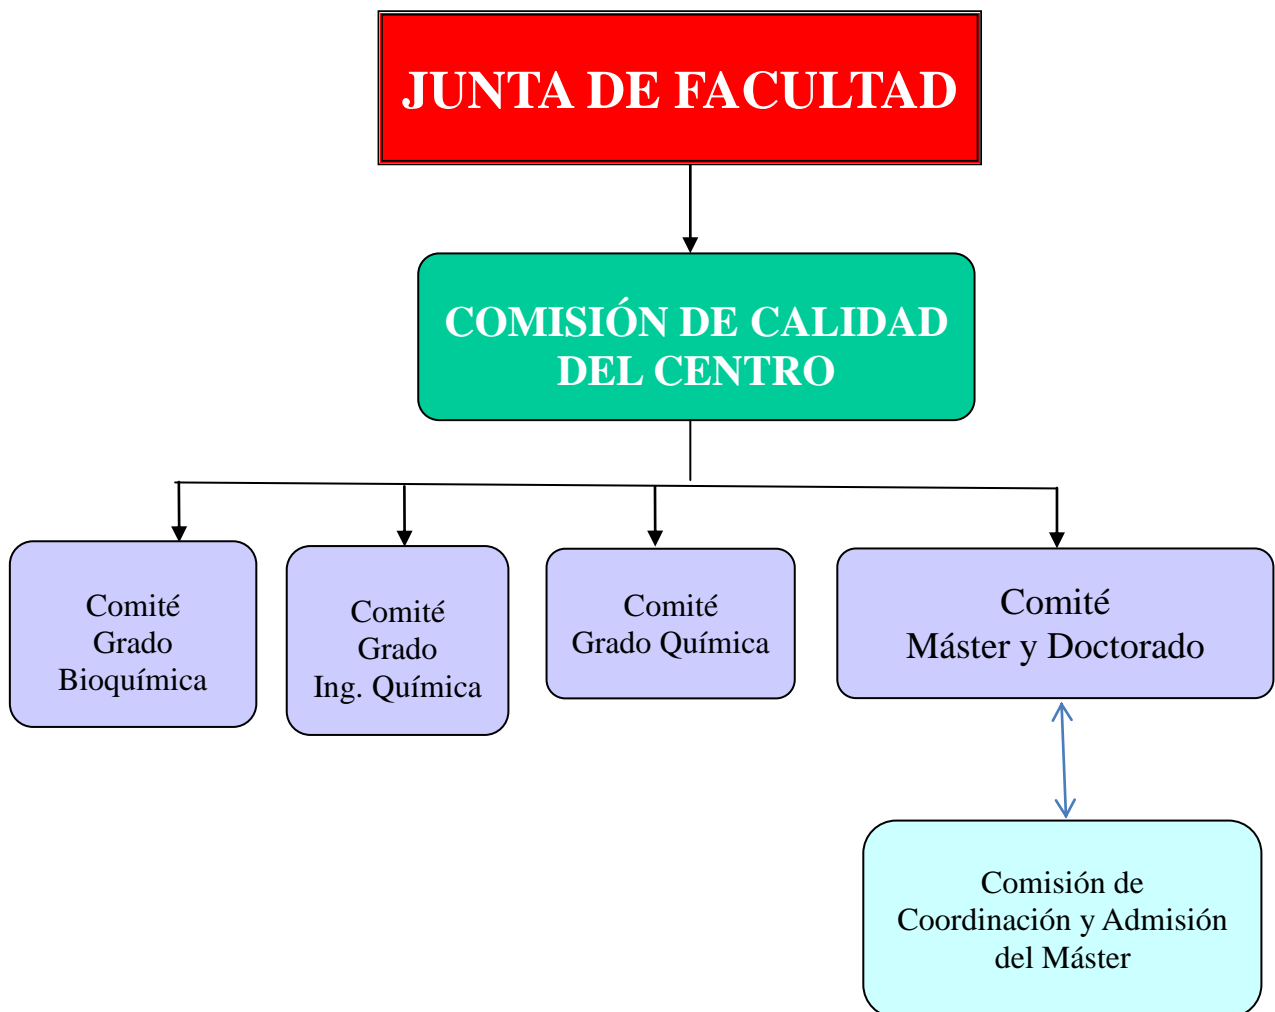 JUNTA DE FACULTAD
COMISIÓN DE CALIDAD
DEL CENTRO
Comité
Grado
Bioquímica
Comité
Grado
Ing. Química
Comité
Grado Química
Comité
Máster y Doctorado
Comisión de
Coordinación y Admisión
del Máster